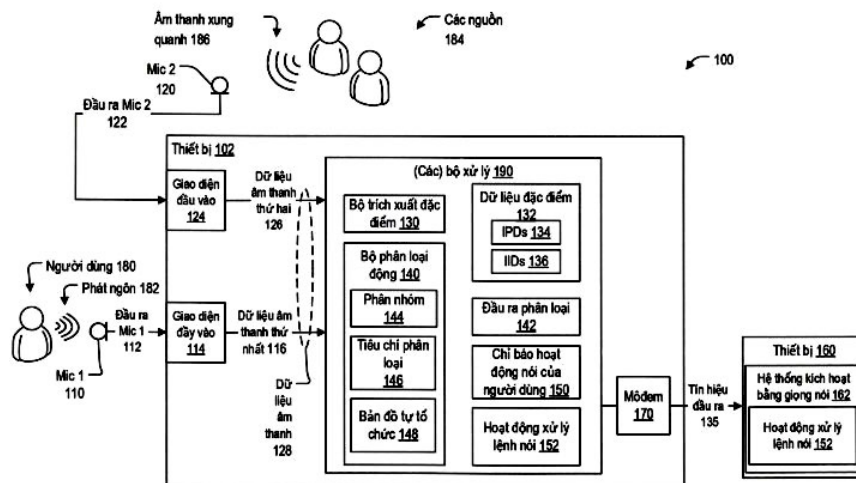 Âm thanh xung
quanh 186
Các nguồn
184
100
Mic 2
120
Đầu ra Mic 2
122
Thiết bị 102
Giao diện
đầu vào
124
Dữ liệu
âm thanh
thứ hai
126
(Các) bộ xử lý 190
Bộ trích xuất đặc
điểm 130
Dữ liệu đặc điểm
132
IPDs 134
IIDs 136
Bộ phân loại
động 140
Phân nhóm
144
Tiêu chí phân
loại
146
Bản đồ tự tổ
chức 148
Đầu ra phân loại
142
Chỉ báo hoạt
động nói của
người dùng 150
Hoạt động xử lý
lệnh nói 152
Người dùng 180
Phát ngôn 182
Đầu ra
Mic 1
112
Mic 1
110
Giao diện
đầy vào
114
Dữ liệu âm
thanh thứ
nhất 116
Dữ
liệu
âm
thanh
128
Môđem
170
Tín hiệu
đầu ra
135
Thiết bị 160
Hệ thống kích hoạt
bằng giọng nói 162
Hoạt động xử lý
lệnh nói 152